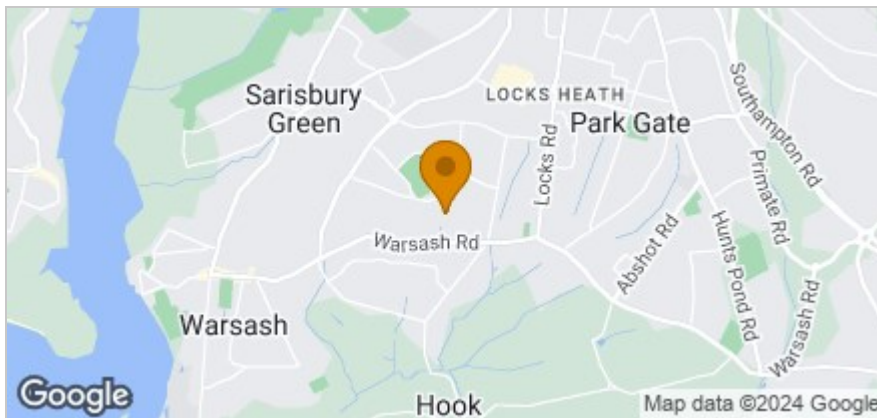 Sarisbury
Green
LOCKS HEATH
Park Gate
Locks Rd
Southampton Rd
Primate Rd
Warsash Rd
Abshot Rd
Hunts Pond Rd
Warsash Rd
Warsash
Hook
Google
Map data ©2024 Google